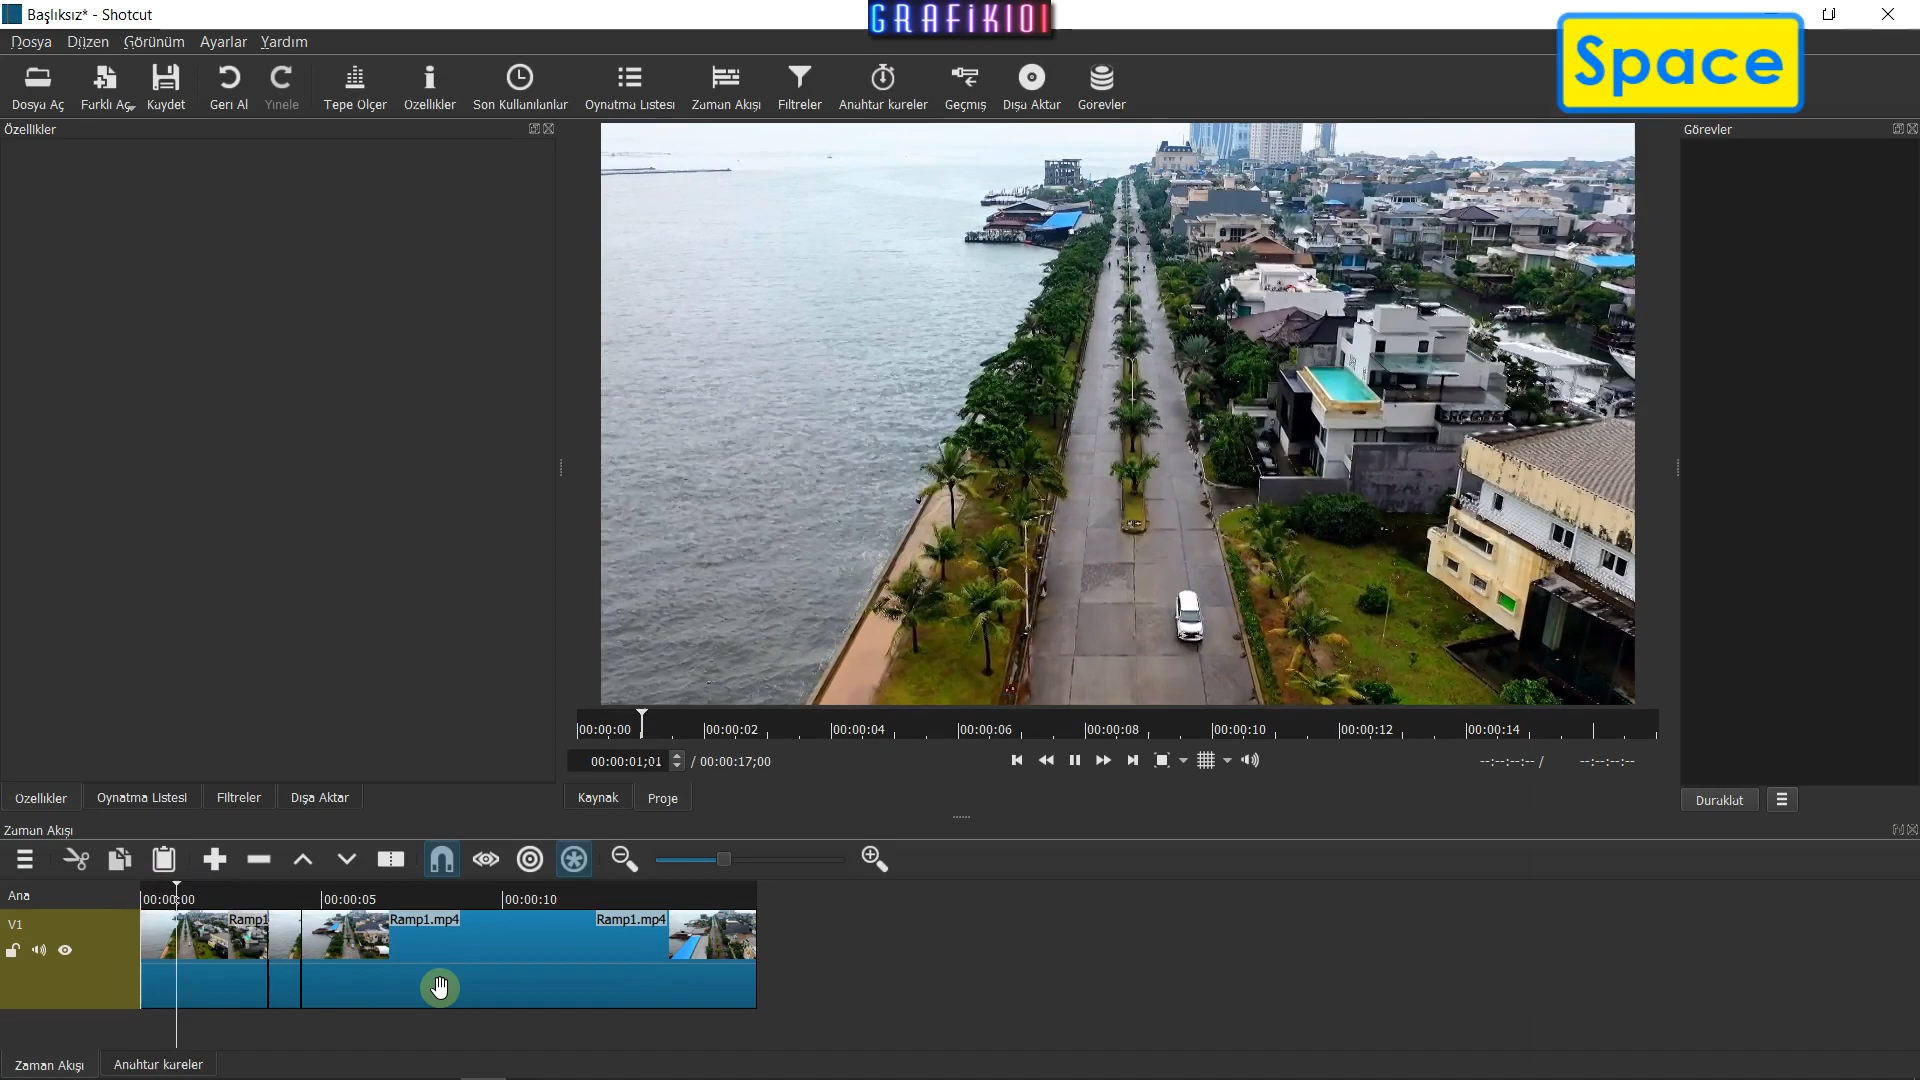 Başlıksız* - Shotcut
GRAFiK101
Space
Dosya Düzen Görünüm Ayarlar Yardım
Dosya Aç Farklı Aç Kaydet Geri Al Yinele Tepe Ölçer Özellikler Son Kullanılanlar Oynatma Listesi Zaman Akışı Filtreler Anahtar kareler Geçmiş Dışa Aktar Görevler
Özellikler
Görevler
00:00:00 00:00:02 00:00:04 00:00:06 00:00:08 00:00:10 00:00:12 00:00:14
00:00:01;01 / 00:00:17;00
--:--:--:-- / --:--:--:--
Özellikler Oynatma Listesi Filtreler Dışa Aktar
Kaynak Proje
Duraklat
Zaman Akışı
Ana
00:00:00 00:00:05 00:00:10
V1
Ramp1 Ramp1.mp4 Ramp1.mp4
Zaman Akışı Anahtar kareler